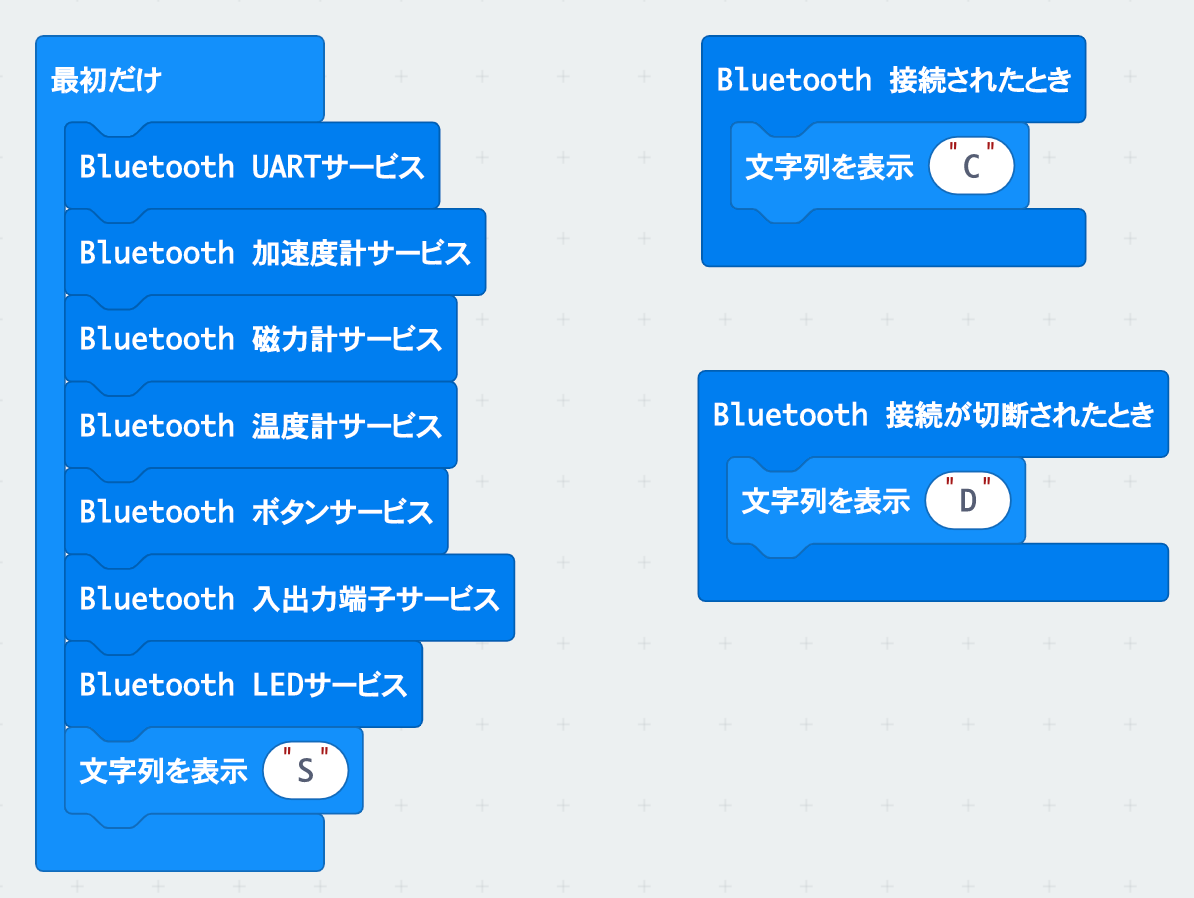 最初だけ
Bluetooth UARTサービス
Bluetooth 加速度計サービス
Bluetooth 磁力計サービス
Bluetooth 温度計サービス
Bluetooth ボタンサービス
Bluetooth 入出力端子サービス
Bluetooth LEDサービス
文字列を表示 "S"
Bluetooth 接続されたとき
文字列を表示 "C"
Bluetooth 接続が切断されたとき
文字列を表示 "D"